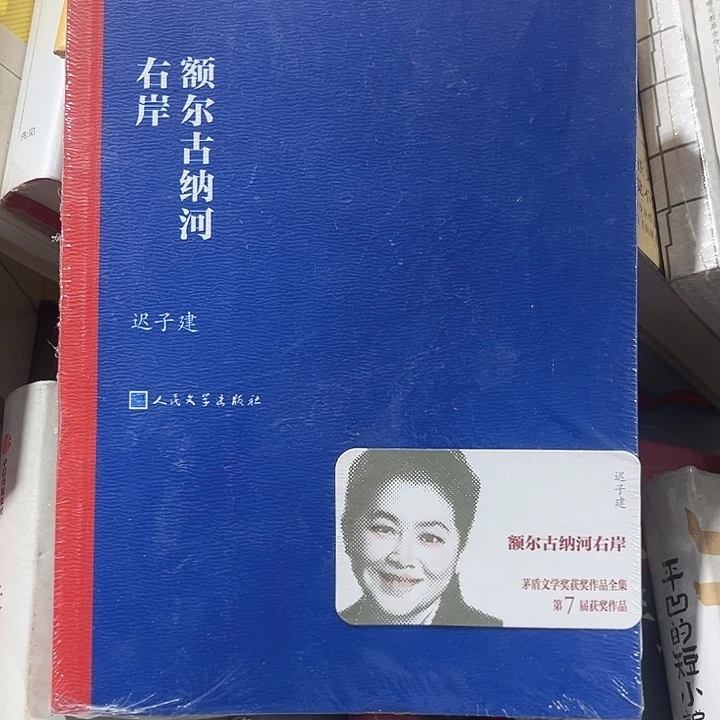 额尔古纳河
右岸
迟子建
人民文学出版社
迟子建
额尔古纳河右岸
茅盾文学奖获奖作品全集
第7届获奖作品
平凹的短小